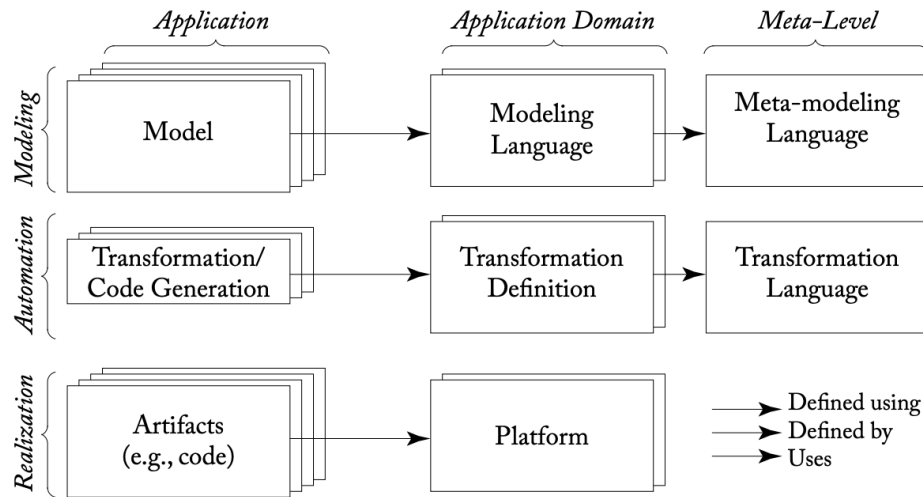 Application
Application Domain
Meta-Level
Modeling
Model
Modeling
Language
Meta-modeling
Language
Automation
Transformation/
Code Generation
Transformation
Definition
Transformation
Language
Realization
Artifacts
(e.g., code)
Platform
Defined using
Defined by
Uses